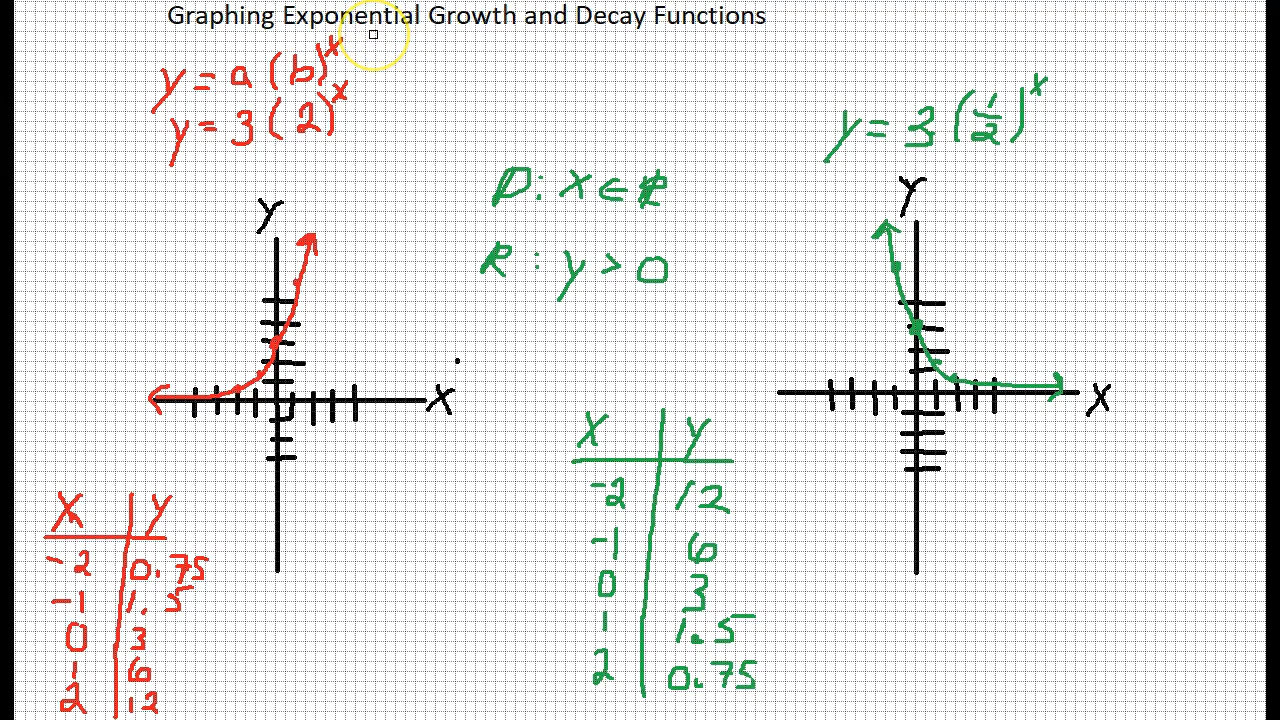 Graphing Exponential Growth and Decay Functions
y = a (b)^x
y = 3 (2)^x
y = 3 (1/2)^x
D: x ∈ ℝ
R: y > 0
Y
X
Y
X
X Y
-2 0.75
-1 1.5
0 3
1 6
2 12
X Y
-2 12
-1 6
0 3
1 1.5
2 0.75